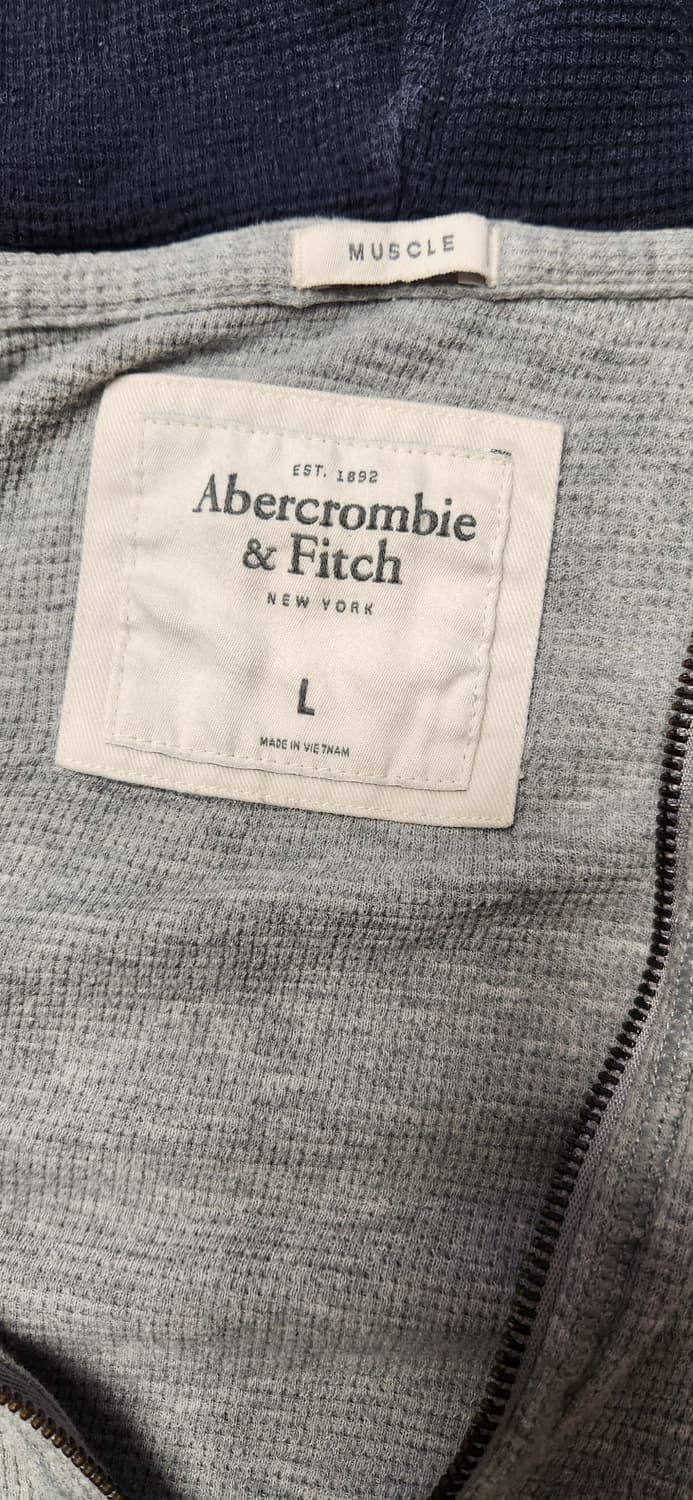 MUSCLE
EST. 1892
Abercrombie
& Fitch
NEW YORK
L
MADE IN VIETNAM